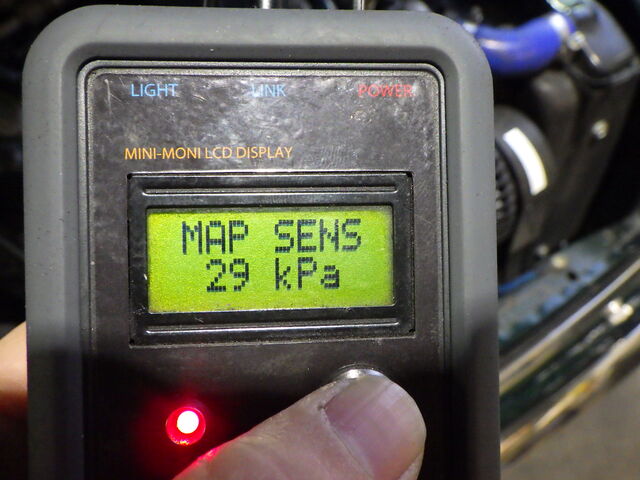 LIGHT LINK POWER
MINI-MONI LCD DISPLAY
MAP SENS
29 kPa